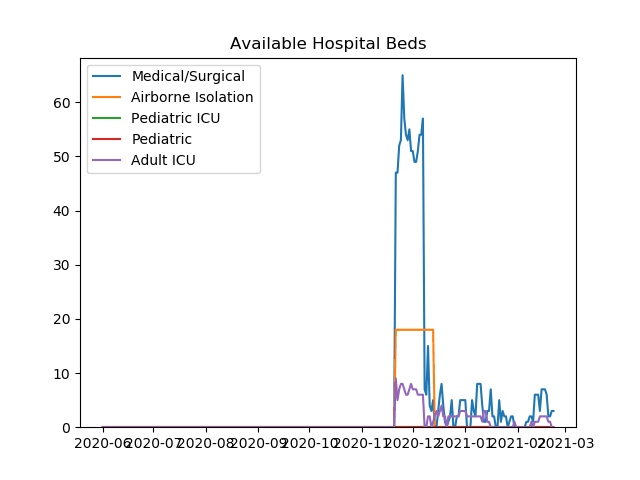 Available Hospital Beds
Medical/Surgical
Airborne Isolation
Pediatric ICU
Pediatric
Adult ICU
60
50
40
30
20
10
0
2020-06 2020-07 2020-08 2020-09 2020-10 2020-11 2020-12 2021-01 2021-02 2021-03